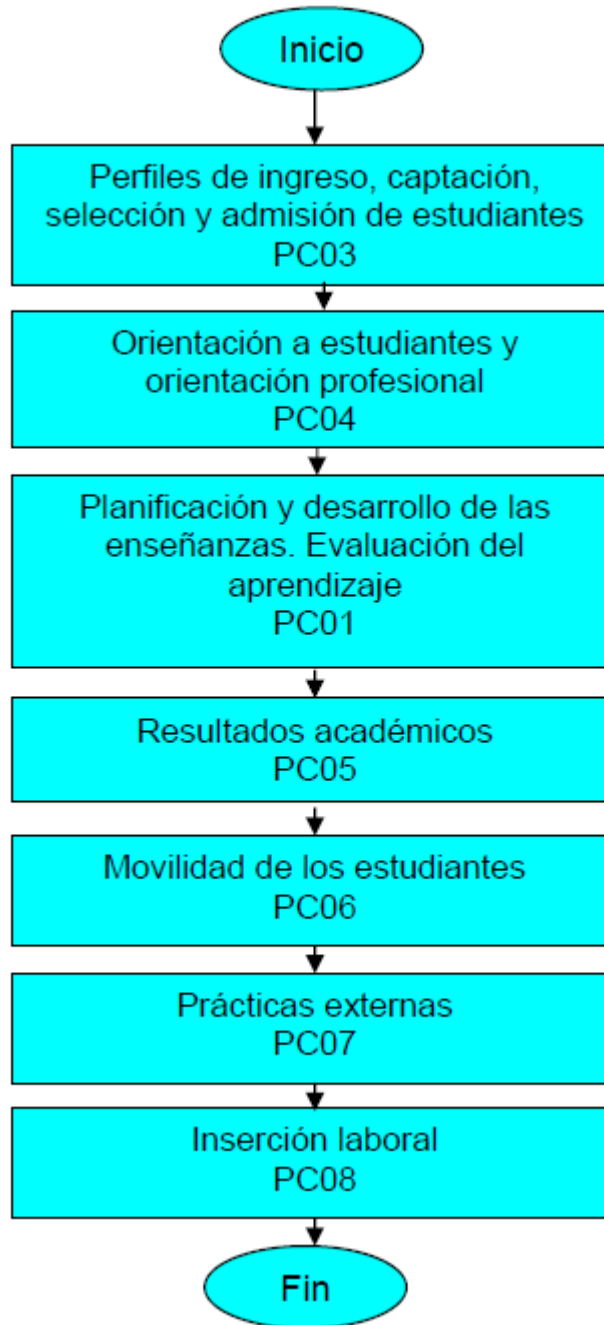 Inicio
Perfiles de ingreso, captación,
selección y admisión de estudiantes
PC03
Orientación a estudiantes y
orientación profesional
PC04
Planificación y desarrollo de las
enseñanzas. Evaluación del
aprendizaje
PC01
Resultados académicos
PC05
Movilidad de los estudiantes
PC06
Prácticas externas
PC07
Inserción laboral
PC08
Fin